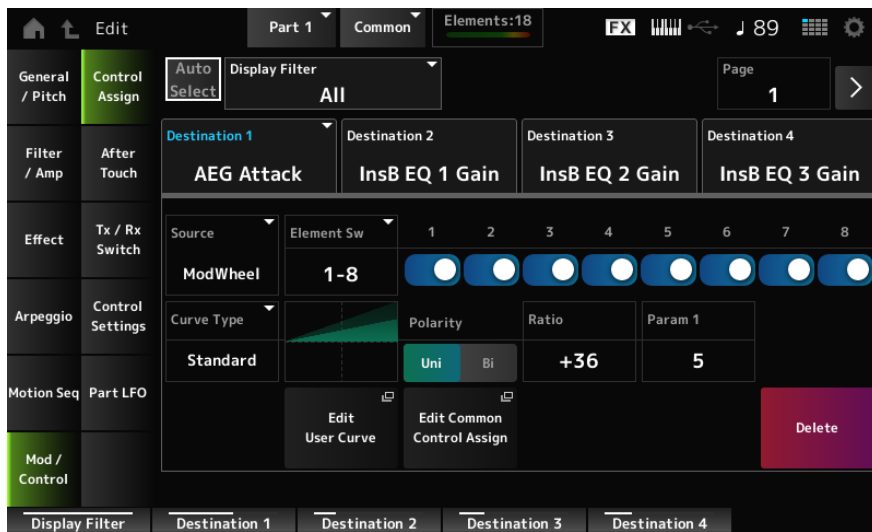 Edit
Part 1
Common
Elements:18
FX
89
General
/ Pitch
Control
Assign
Auto
Select
Display Filter
All
Page
1
Filter
/ Amp
After
Touch
Destination 1
AEG Attack
Destination 2
InsB EQ 1 Gain
Destination 3
InsB EQ 2 Gain
Destination 4
InsB EQ 3 Gain
Effect
Tx / Rx
Switch
Source
ModWheel
Element Sw
1-8
1 2 3 4 5 6 7 8
Arpeggio
Control
Settings
Curve Type
Standard
Polarity
Uni Bi
Ratio
+36
Param 1
5
Motion Seq
Part LFO
Edit
User Curve
Edit Common
Control Assign
Delete
Mod /
Control
Display Filter
Destination 1
Destination 2
Destination 3
Destination 4